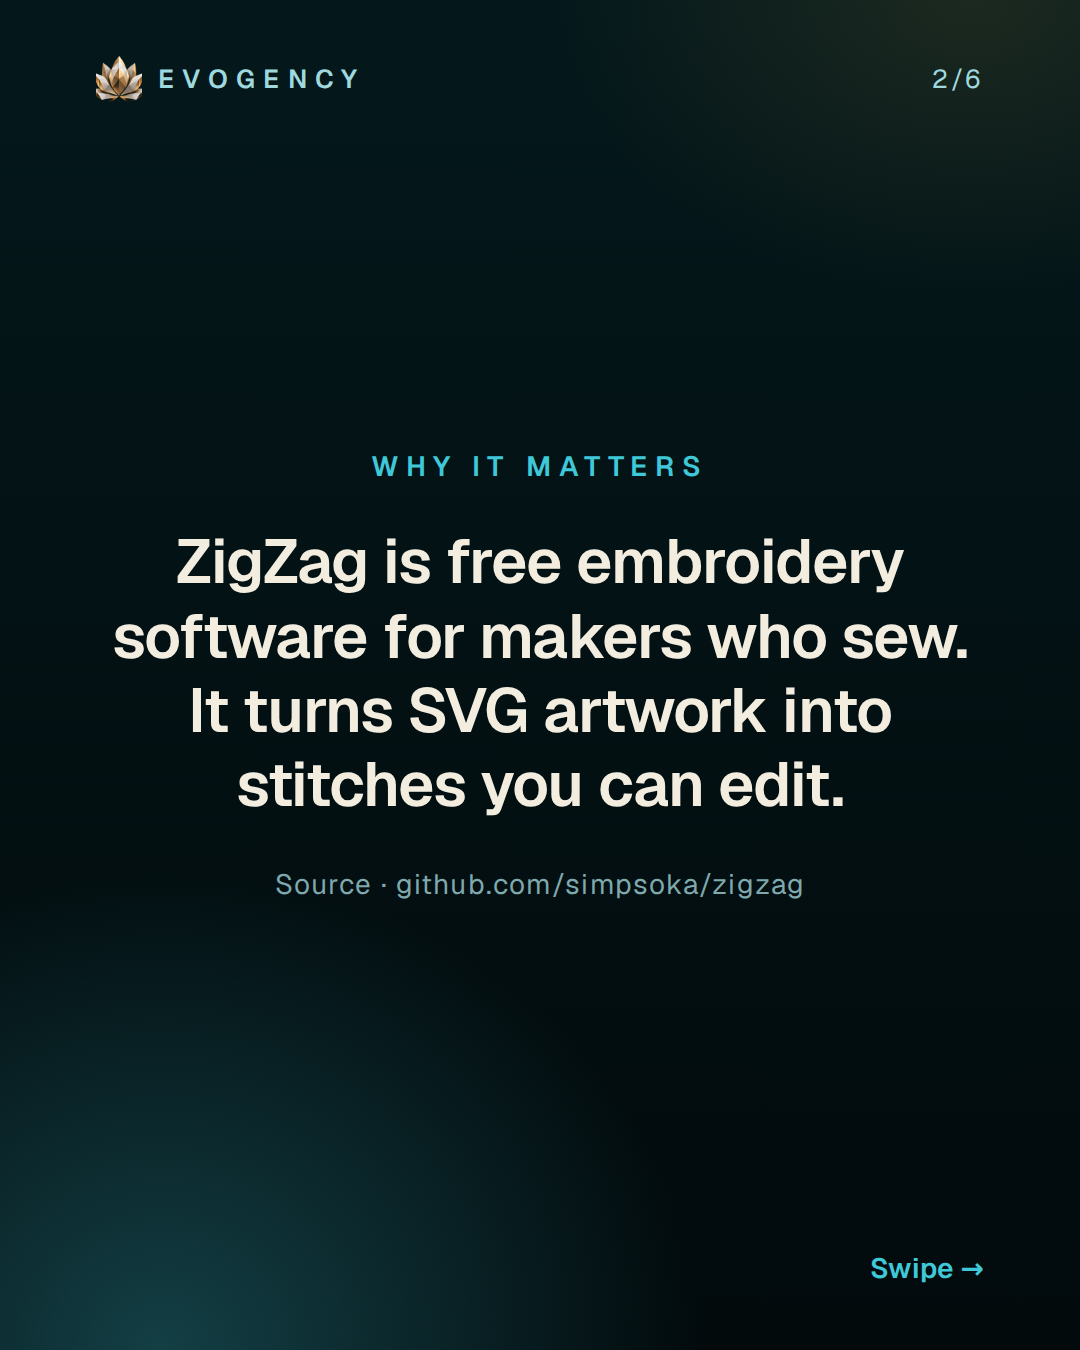 EVOGENCY
2/6
WHY IT MATTERS
ZigZag is free embroidery
software for makers who sew.
It turns SVG artwork into
stitches you can edit.
Source · github.com/simpsoka/zigzag
Swipe →